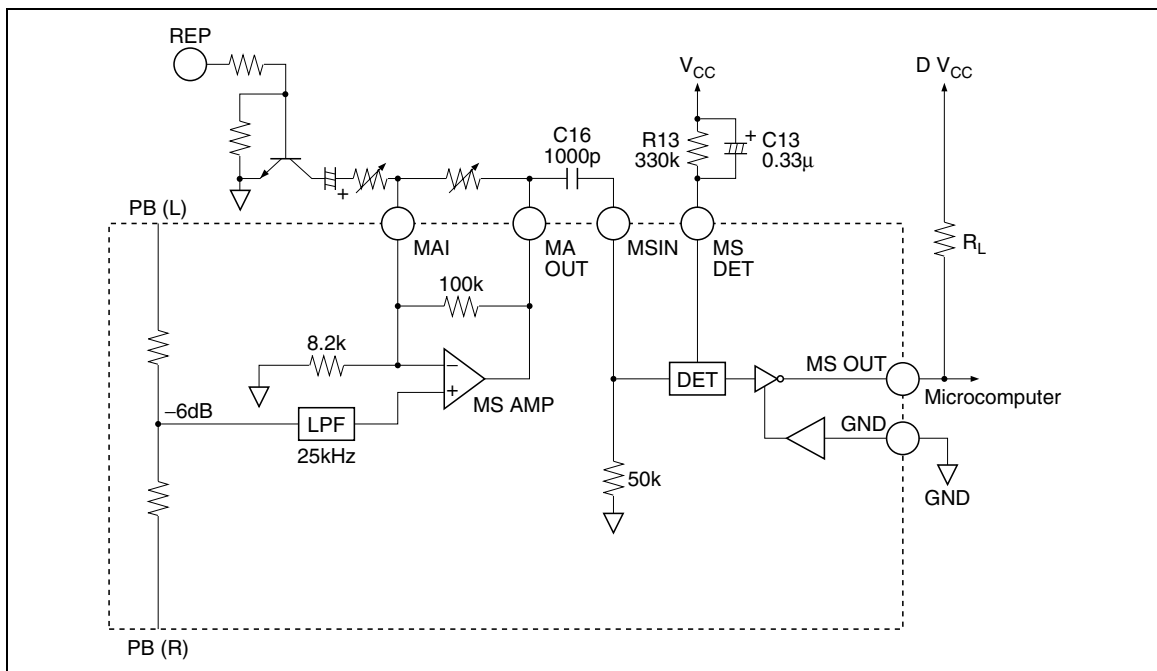 REP
V_CC
D V_CC
C16
1000p
R13
330k
+
C13
0.33μ
+
PB (L)
MAI
MA
OUT
MSIN
MS
DET
R_L
100k
8.2k
−
+
MS AMP
DET
MS OUT
Microcomputer
−6dB
LPF
25kHz
GND
50k
GND
PB (R)